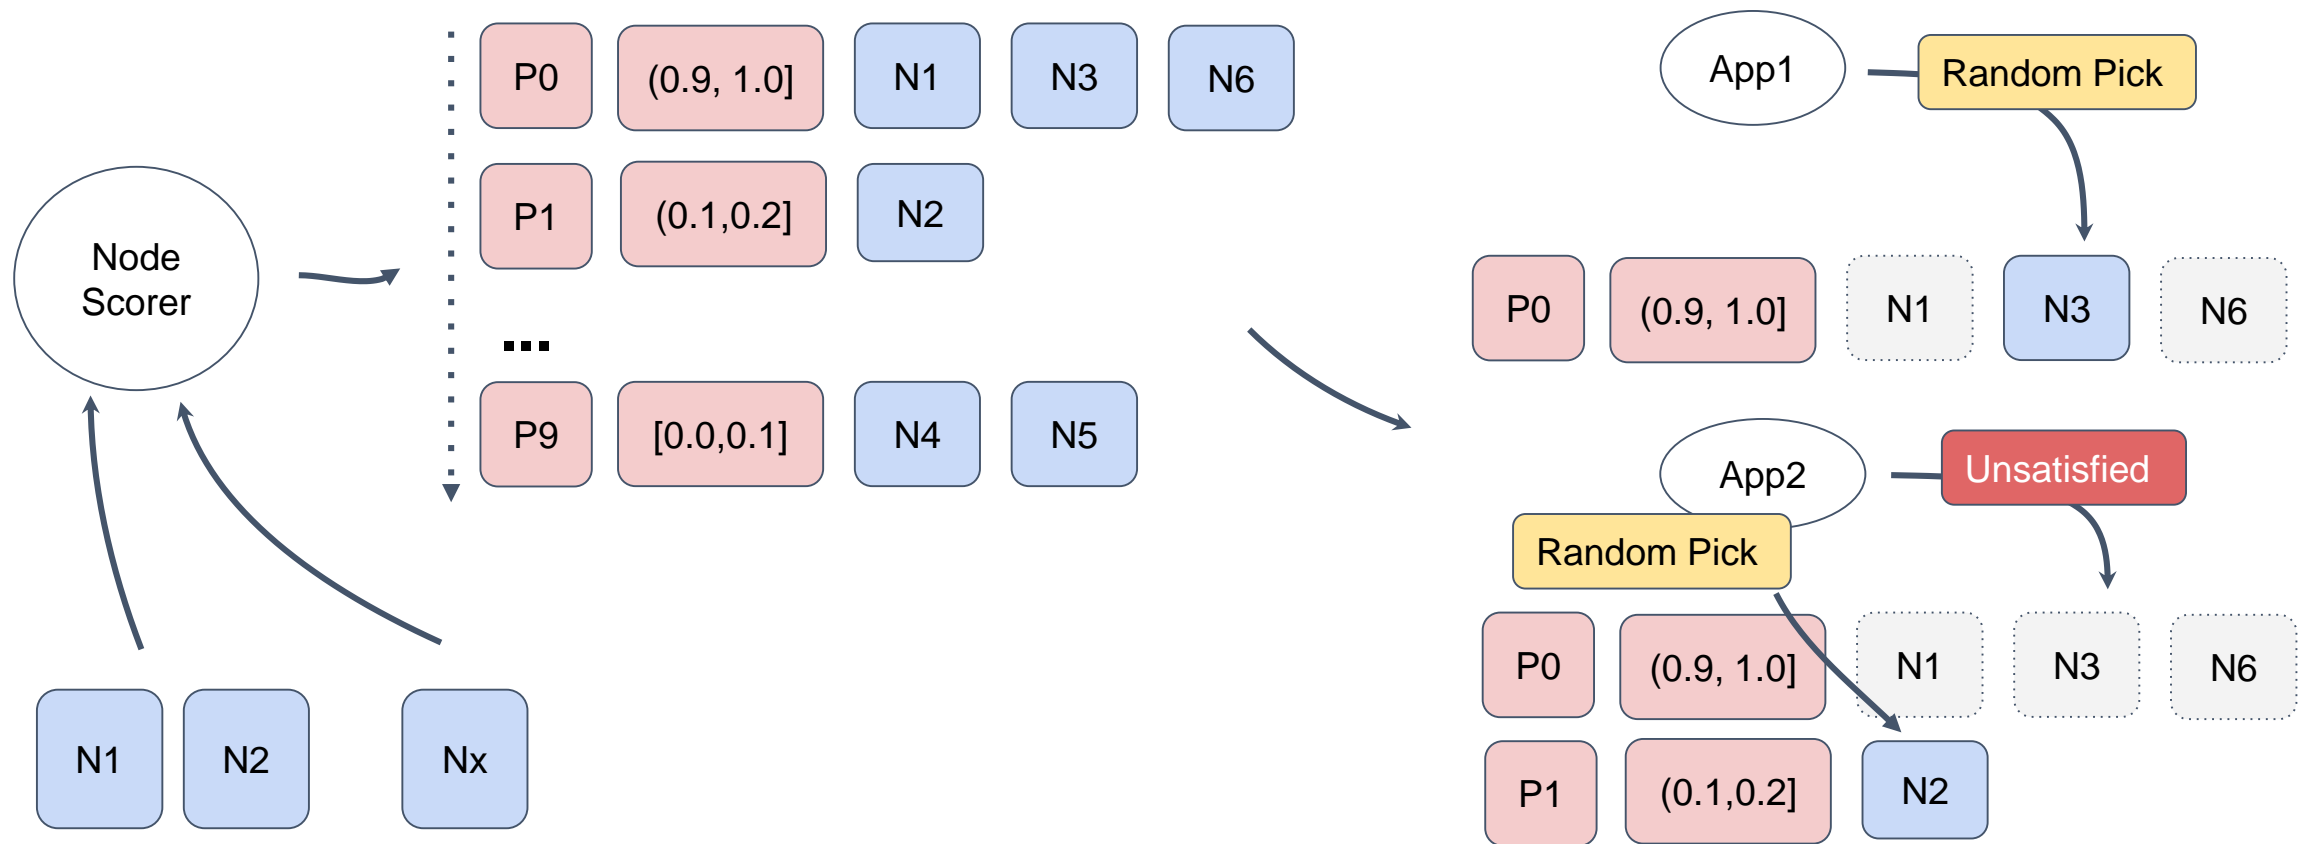 Node
Scorer
N1
N2
Nx
P0
(0.9, 1.0]
N1
N3
N6
P1
(0.1,0.2]
N2
...
P9
[0.0,0.1]
N4
N5
App1
Random Pick
P0
(0.9, 1.0]
N1
N3
N6
App2
Unsatisfied
Random Pick
P0
(0.9, 1.0]
N1
N3
N6
P1
(0.1,0.2]
N2